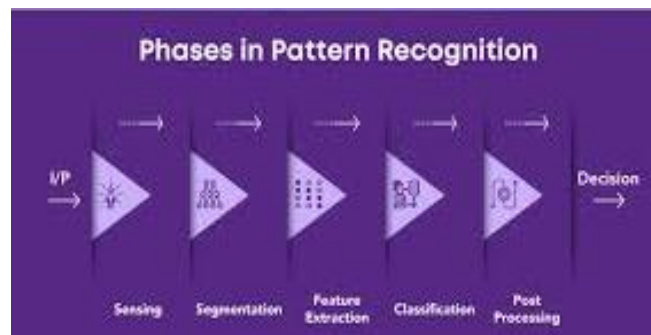 Phases in Pattern Recognition
I/P
Decision
Sensing
Segmentation
Feature
Extraction
Classification
Post
Processing